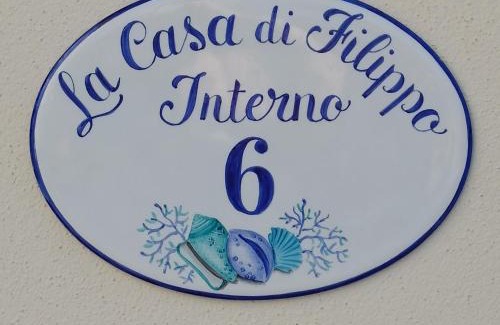 La Casa di Filippo
Interno
6